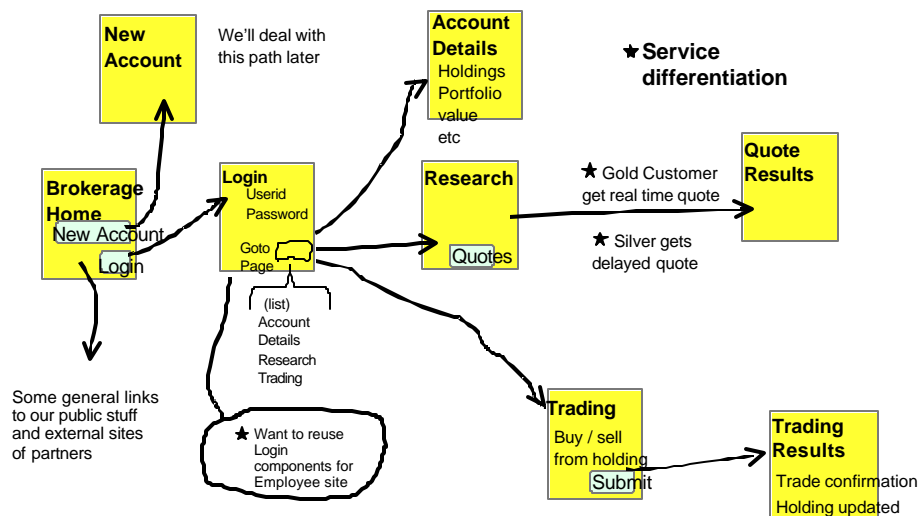 New
Account
We'll deal with
this path later
Account
Details
Holdings
Portfolio
value
etc
★ Service
differentiation
Brokerage
Home
New Account
Login
Login
Userid
Password
Goto
Page
(list)
Account
Details
Research
Trading
Research
Quotes
★ Gold Customer
get real time quote
★ Silver gets
delayed quote
Quote
Results
Some general links
to our public stuff
and external sites
of partners
★ Want to reuse
Login
components for
Employee site
Trading
Buy / sell
from holding
Submit
Trading
Results
Trade confirmation
Holding updated